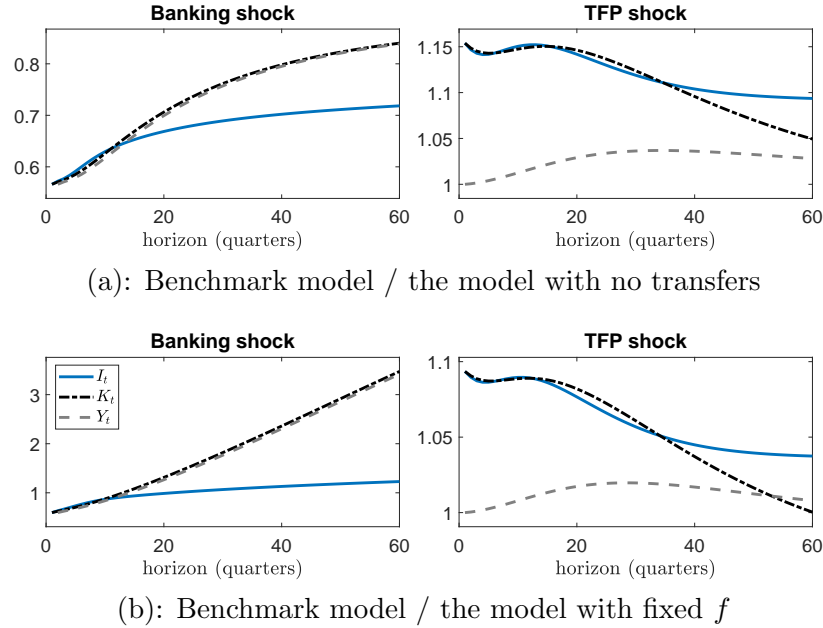 Banking shock
TFP shock
0.8
0.7
0.6
0 20 40 60
horizon (quarters)
1.15
1.1
1.05
1
0 20 40 60
horizon (quarters)
(a): Benchmark model / the model with no transfers
Banking shock
TFP shock
I_t
K_t
Y_t
3
2
1
0 20 40 60
horizon (quarters)
1.1
1.05
1
0 20 40 60
horizon (quarters)
(b): Benchmark model / the model with fixed f